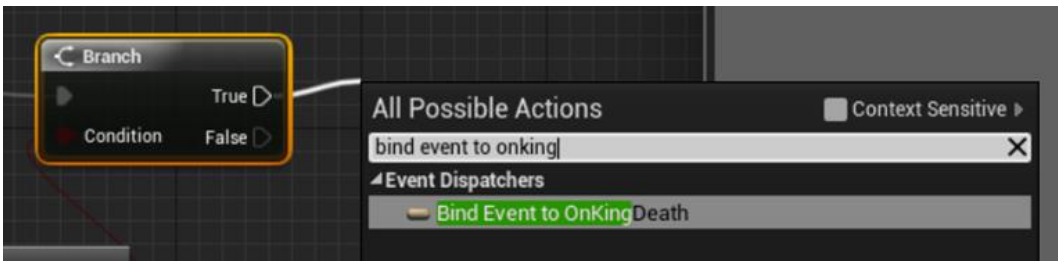 Branch
True
Condition False
All Possible Actions Context Sensitive
bind event to onking
Event Dispatchers
Bind Event to OnKingDeath